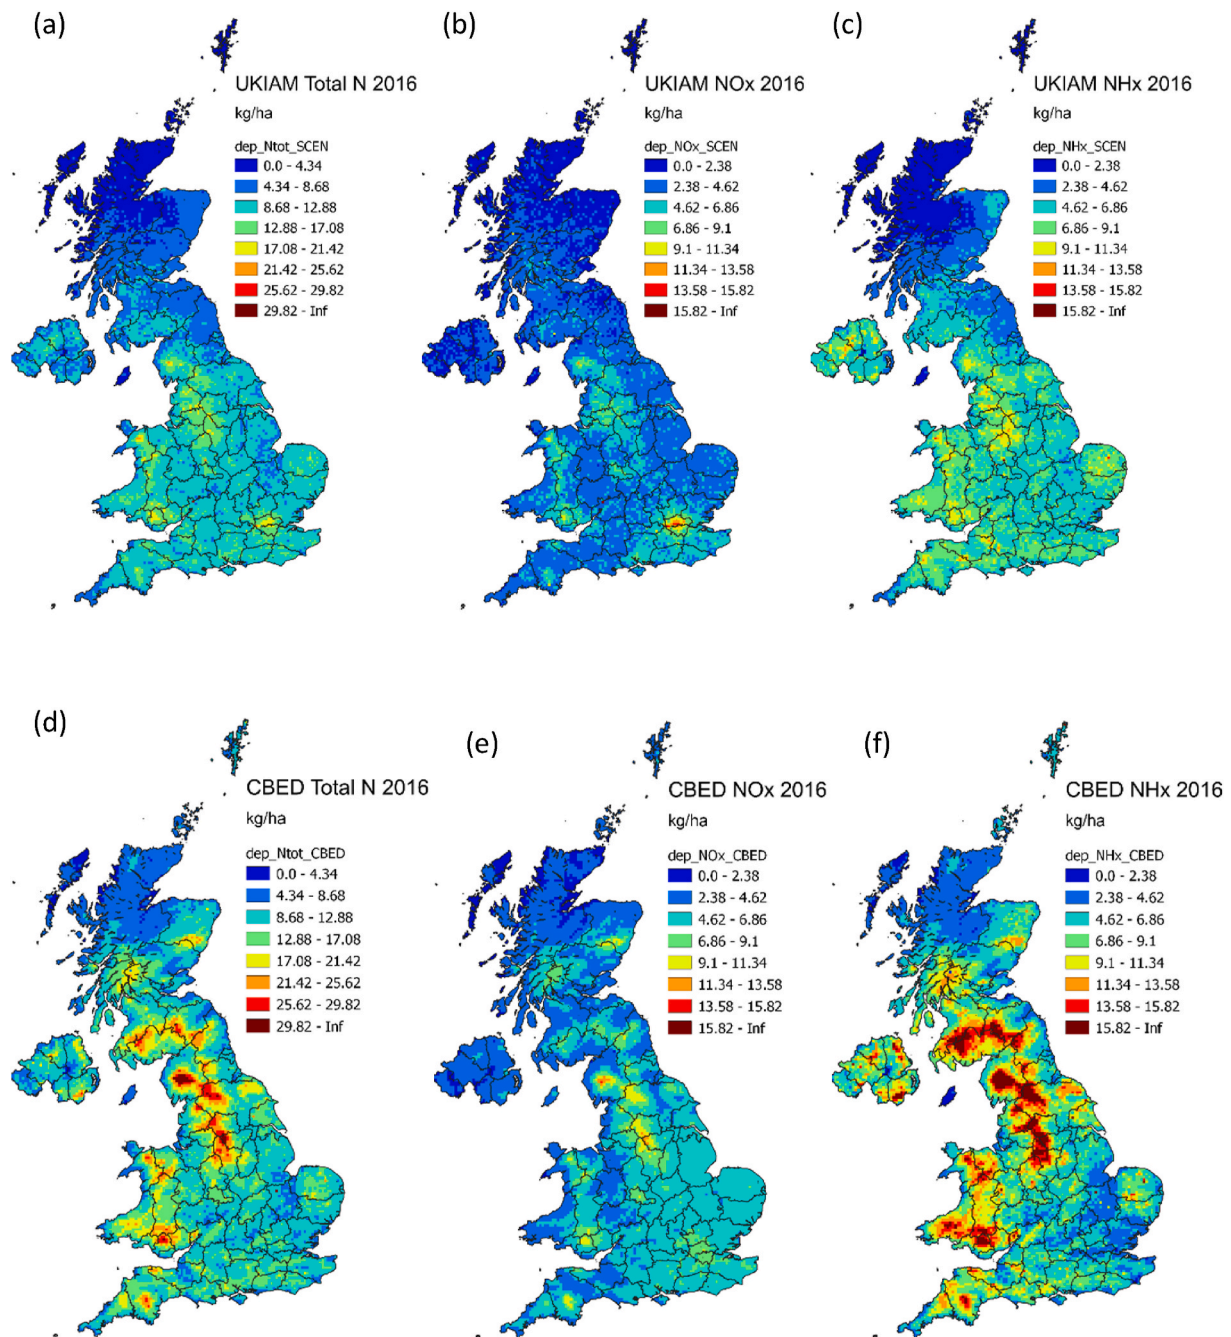 (a)
UKIAM Total N 2016
kg/ha
dep_Ntot_SCEN
0.0 - 4.34
4.34 - 8.68
8.68 - 12.88
12.88 - 17.08
17.08 - 21.42
21.42 - 25.62
25.62 - 29.82
29.82 - Inf
(b)
UKIAM NOx 2016
kg/ha
dep_NOx_SCEN
0.0 - 2.38
2.38 - 4.62
4.62 - 6.86
6.86 - 9.1
9.1 - 11.34
11.34 - 13.58
13.58 - 15.82
15.82 - Inf
(c)
UKIAM NHx 2016
kg/ha
dep_NHx_SCEN
0.0 - 2.38
2.38 - 4.62
4.62 - 6.86
6.86 - 9.1
9.1 - 11.34
11.34 - 13.58
13.58 - 15.82
15.82 - Inf
(d)
CBED Total N 2016
kg/ha
dep_Ntot_CBED
0.0 - 4.34
4.34 - 8.68
8.68 - 12.88
12.88 - 17.08
17.08 - 21.42
21.42 - 25.62
25.62 - 29.82
29.82 - Inf
(e)
CBED NOx 2016
kg/ha
dep_NOx_CBED
0.0 - 2.38
2.38 - 4.62
4.62 - 6.86
6.86 - 9.1
9.1 - 11.34
11.34 - 13.58
13.58 - 15.82
15.82 - Inf
(f)
CBED NHx 2016
kg/ha
dep_NHx_CBED
0.0 - 2.38
2.38 - 4.62
4.62 - 6.86
6.86 - 9.1
9.1 - 11.34
11.34 - 13.58
13.58 - 15.82
15.82 - Inf